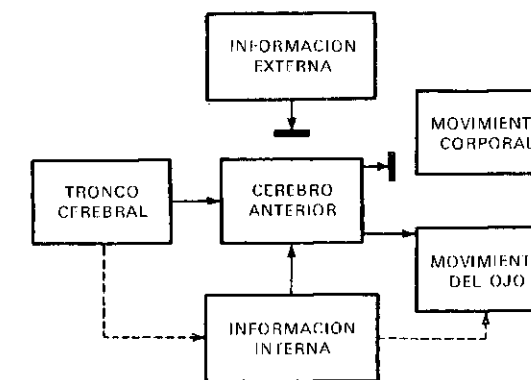 INFORMACION
EXTERNA
MOVIMIENT
CORPORAL
TRONCO
CEREBRAL
CEREBRO
ANTERIOR
MOVIMIENT
DEL OJO
INFORMACION
INTERNA